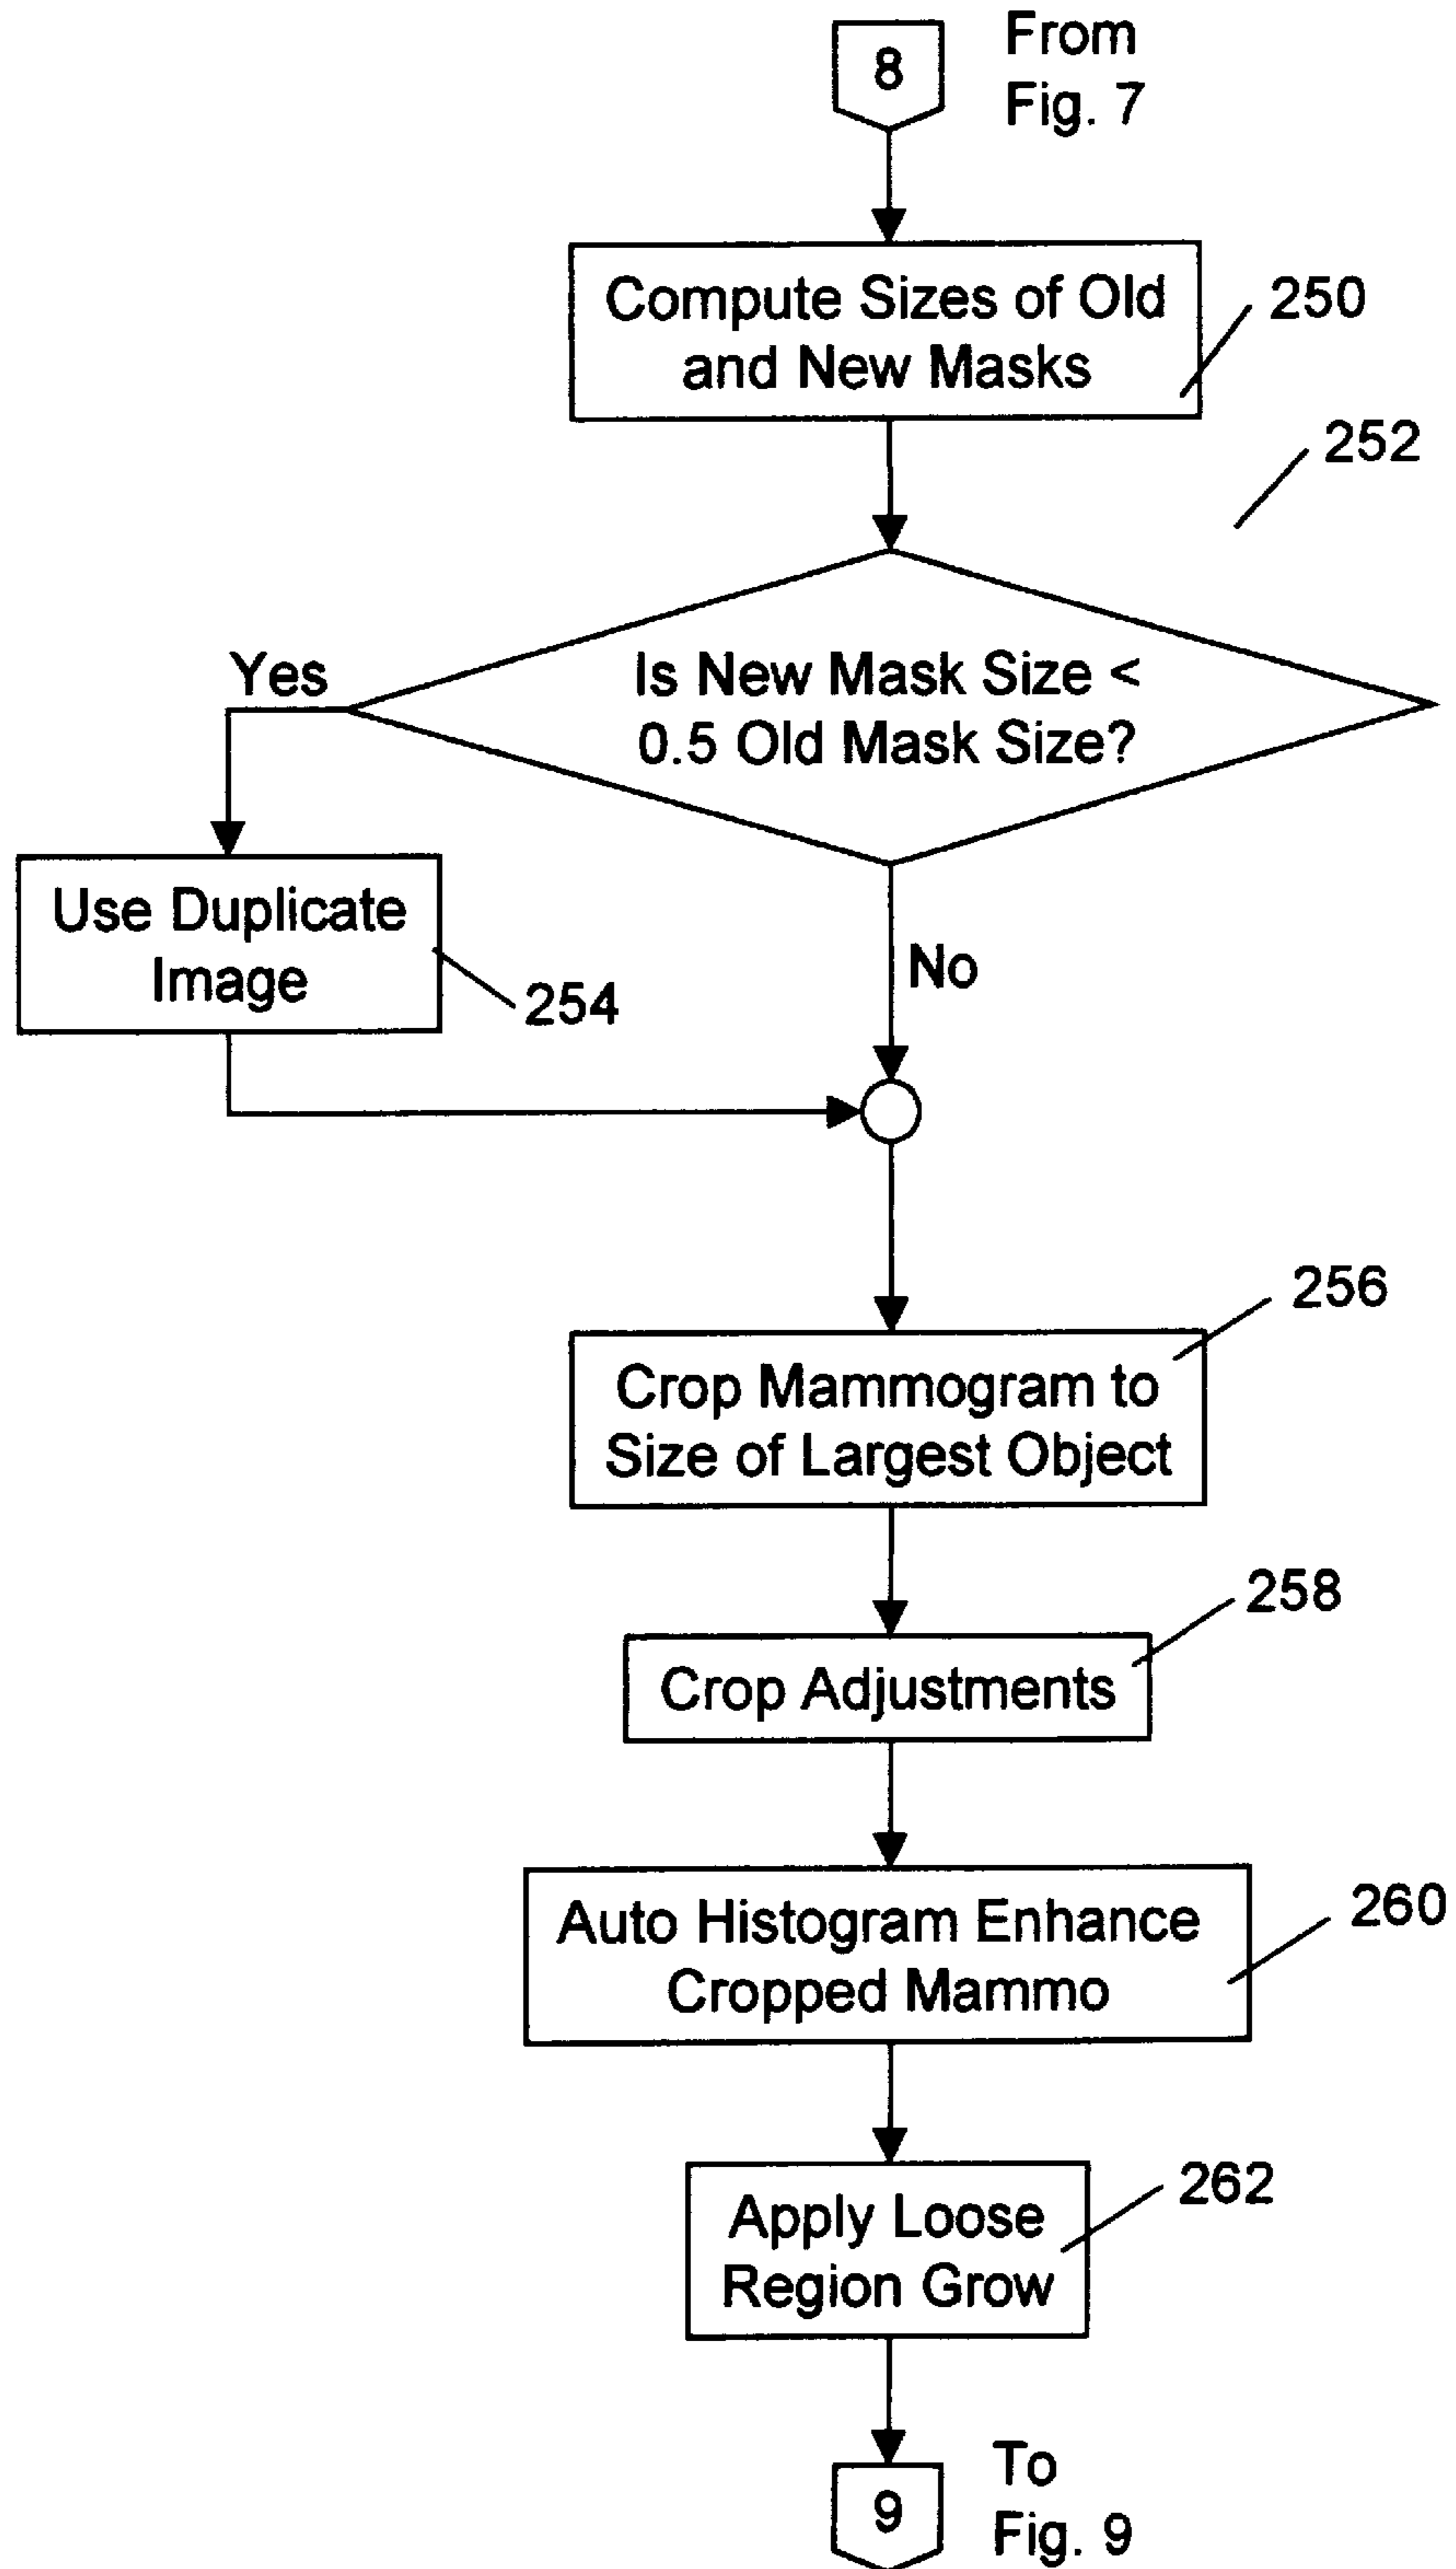 8
From
Fig. 7
Compute Sizes of Old
and New Masks
250
252
Is New Mask Size <
0.5 Old Mask Size?
Yes
Use Duplicate
Image
254
No
256
Crop Mammogram to
Size of Largest Object
258
Crop Adjustments
260
Auto Histogram Enhance
Cropped Mammo
262
Apply Loose
Region Grow
9
To
Fig. 9